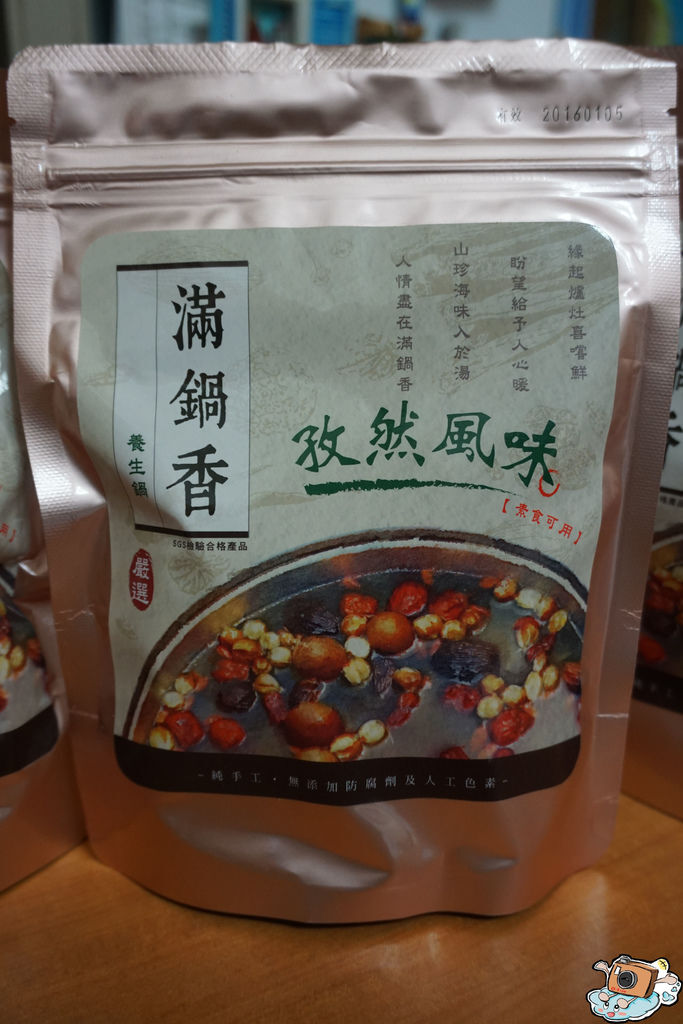 有效 20160105
緣起爐灶喜嚐鮮
盼望給予人心暖
山珍海味入於湯
人情盡在滿鍋香
滿鍋香
養生鍋
SGS檢驗合格產品
嚴選
孜然風味
【素食可用】
~純手工·無添加防腐劑及人工色素~